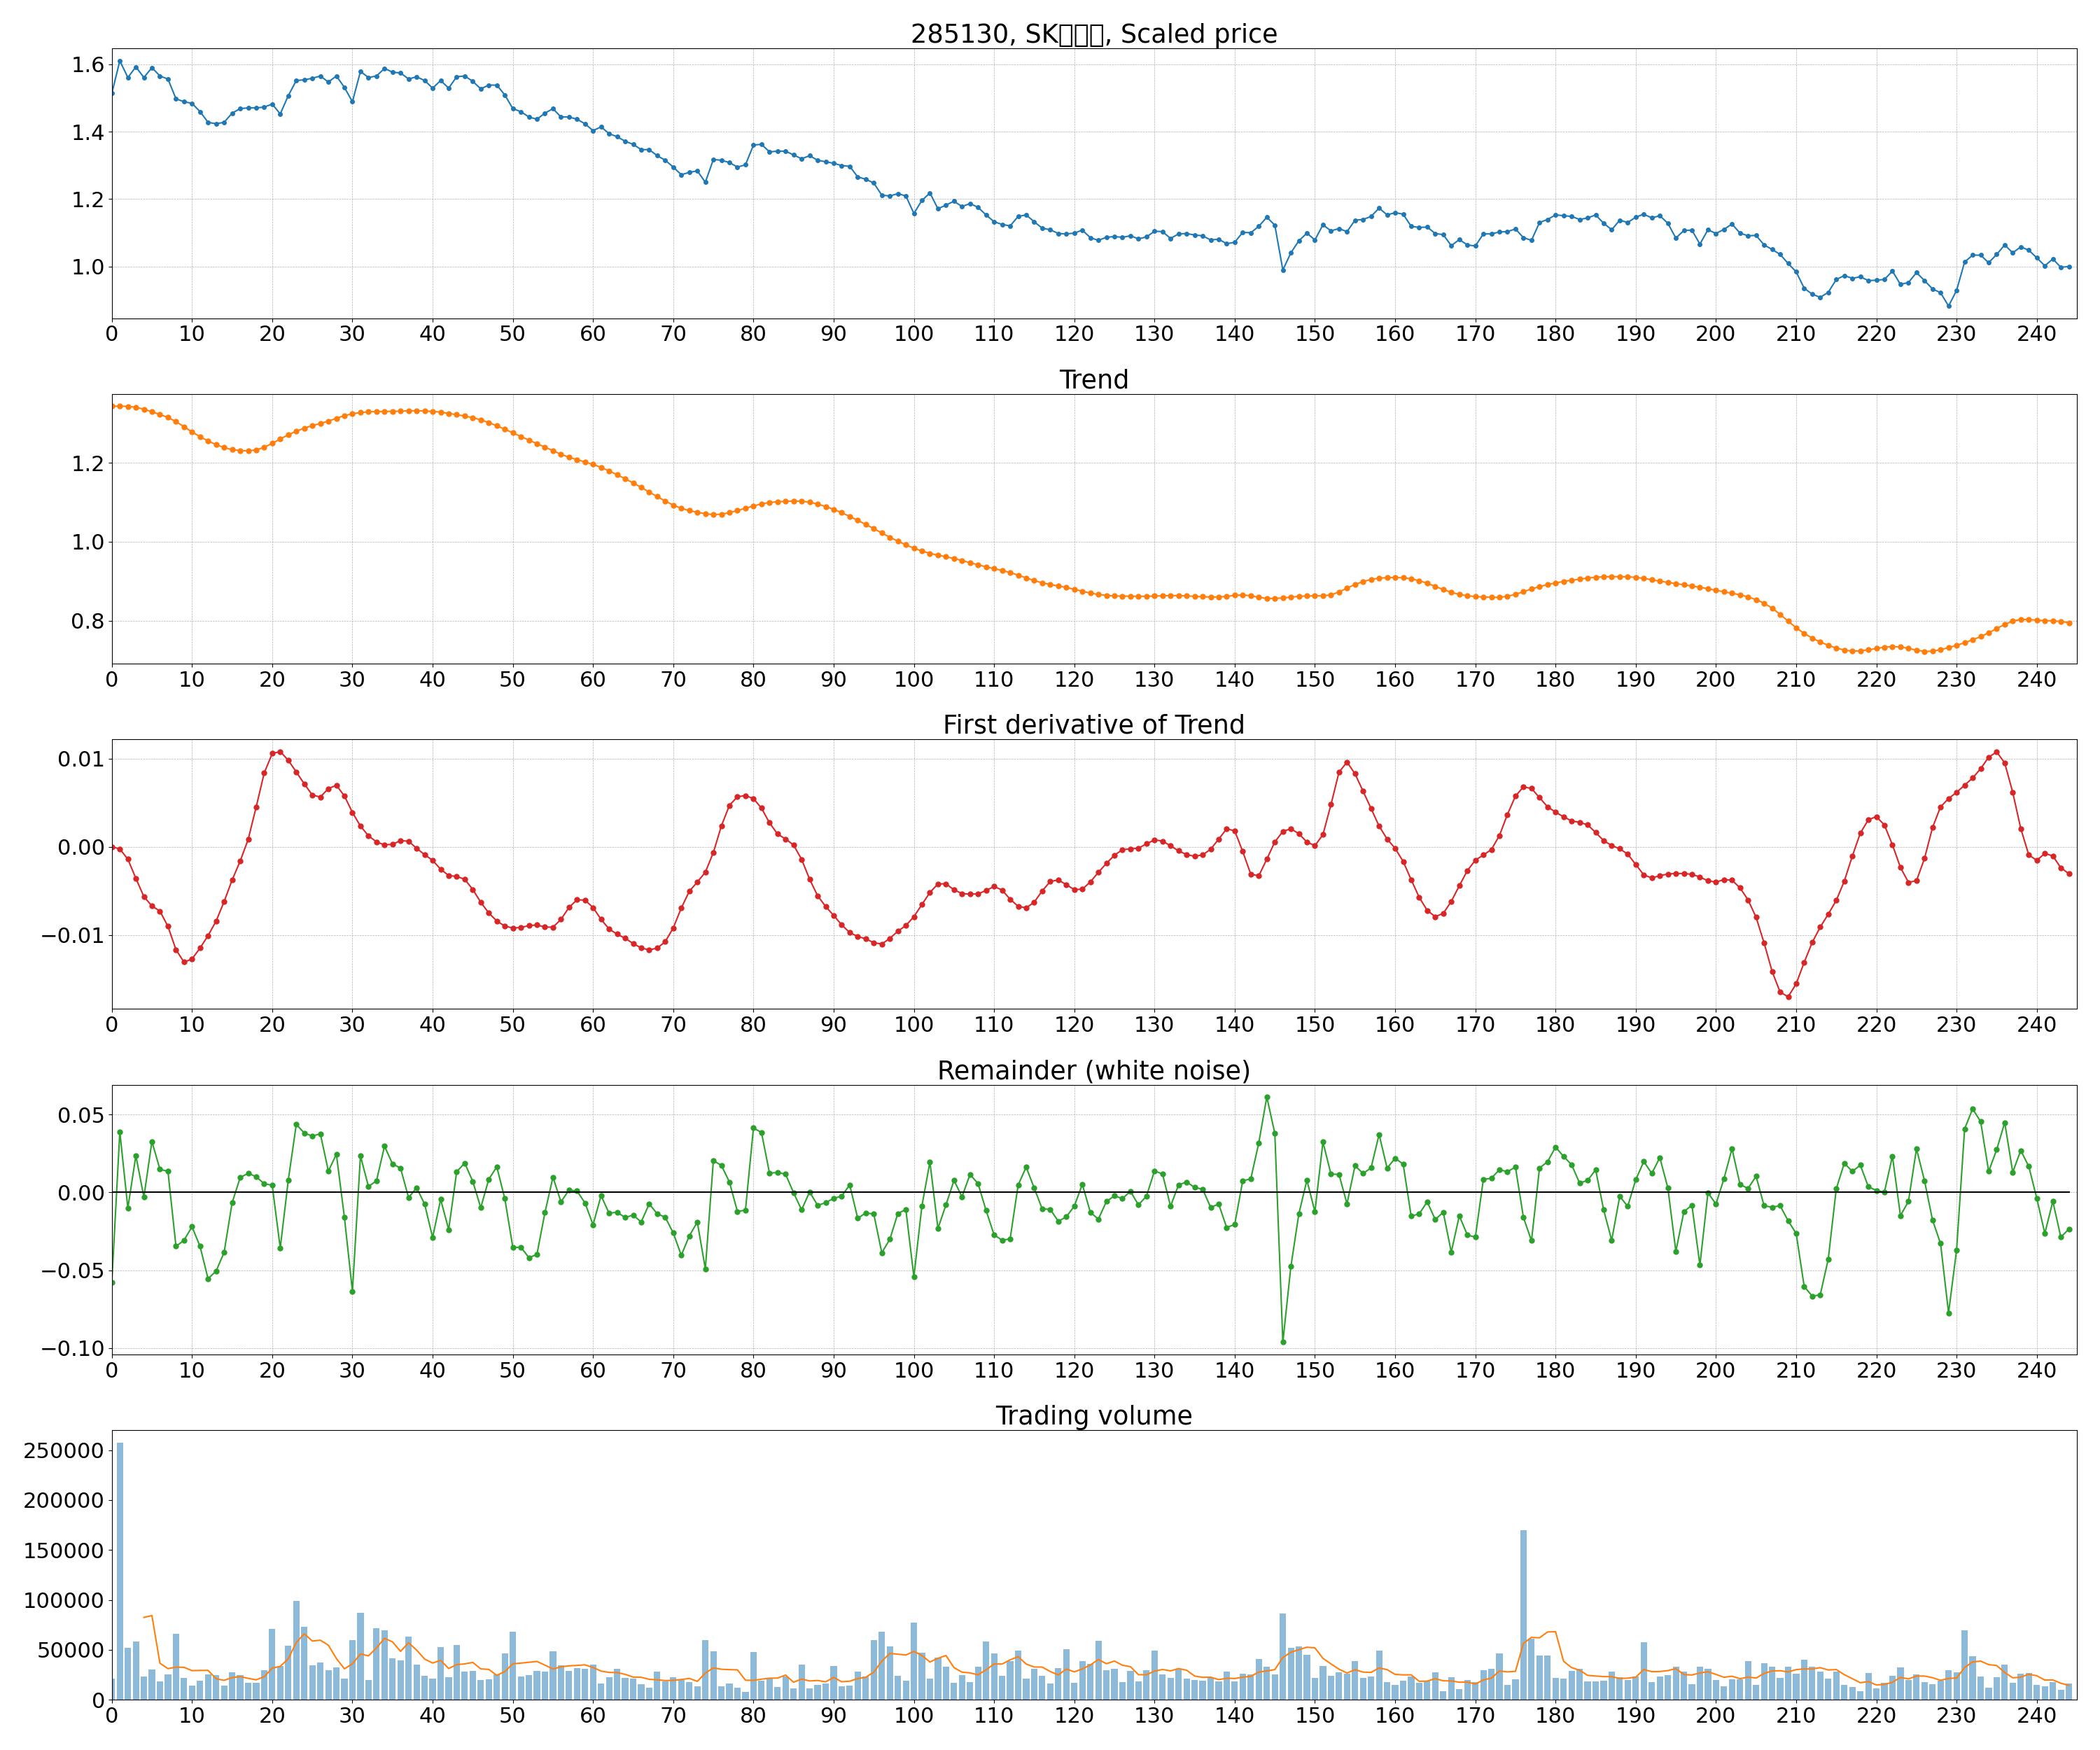 285130, SK□□□, Scaled price
1.6
1.4
1.2
1.0
0 10 20 30 40 50 60 70 80 90 100 110 120 130 140 150 160 170 180 190 200 210 220 230 240
Trend
1.2
1.0
0.8
0 10 20 30 40 50 60 70 80 90 100 110 120 130 140 150 160 170 180 190 200 210 220 230 240
First derivative of Trend
0.01
0.00
−0.01
0 10 20 30 40 50 60 70 80 90 100 110 120 130 140 150 160 170 180 190 200 210 220 230 240
Remainder (white noise)
0.05
0.00
−0.05
−0.10
0 10 20 30 40 50 60 70 80 90 100 110 120 130 140 150 160 170 180 190 200 210 220 230 240
Trading volume
250000
200000
150000
100000
50000
0
0 10 20 30 40 50 60 70 80 90 100 110 120 130 140 150 160 170 180 190 200 210 220 230 240